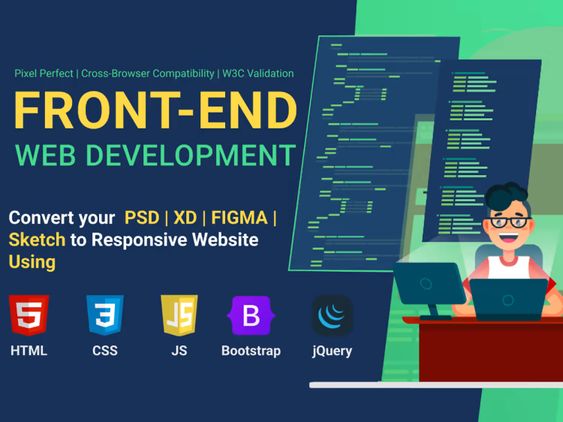 Pixel Perfect | Cross-Browser Compatibility | W3C Validation
FRONT-END
WEB DEVELOPMENT
Convert your PSD | XD | FIGMA |
Sketch to Responsive Website
Using
5 3 JS B
HTML CSS JS Bootstrap jQuery